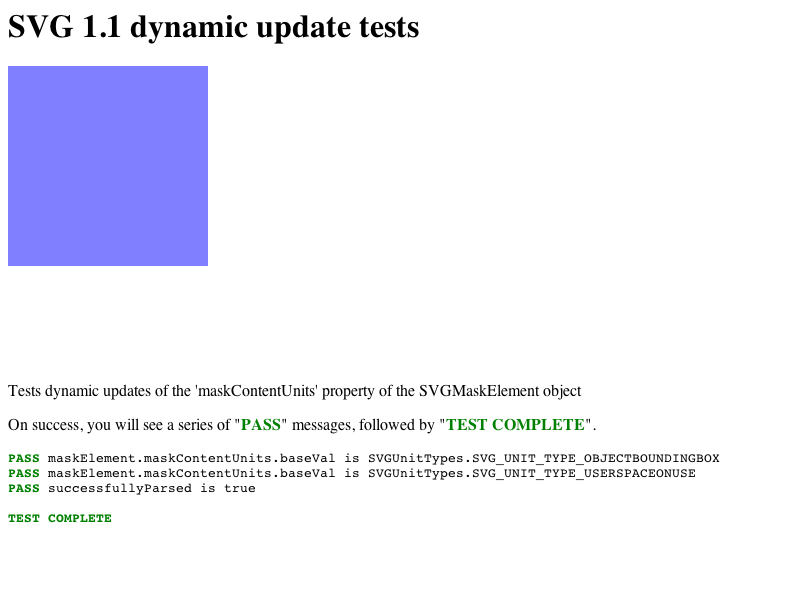 SVG 1.1 dynamic update tests
Tests dynamic updates of the 'maskContentUnits' property of the SVGMaskElement object
On success, you will see a series of "PASS" messages, followed by "TEST COMPLETE".
PASS maskElement.maskContentUnits.baseVal is SVGUnitTypes.SVG_UNIT_TYPE_OBJECTBOUNDINGBOX
PASS maskElement.maskContentUnits.baseVal is SVGUnitTypes.SVG_UNIT_TYPE_USERSPACEONUSE
PASS successfullyParsed is true
TEST COMPLETE